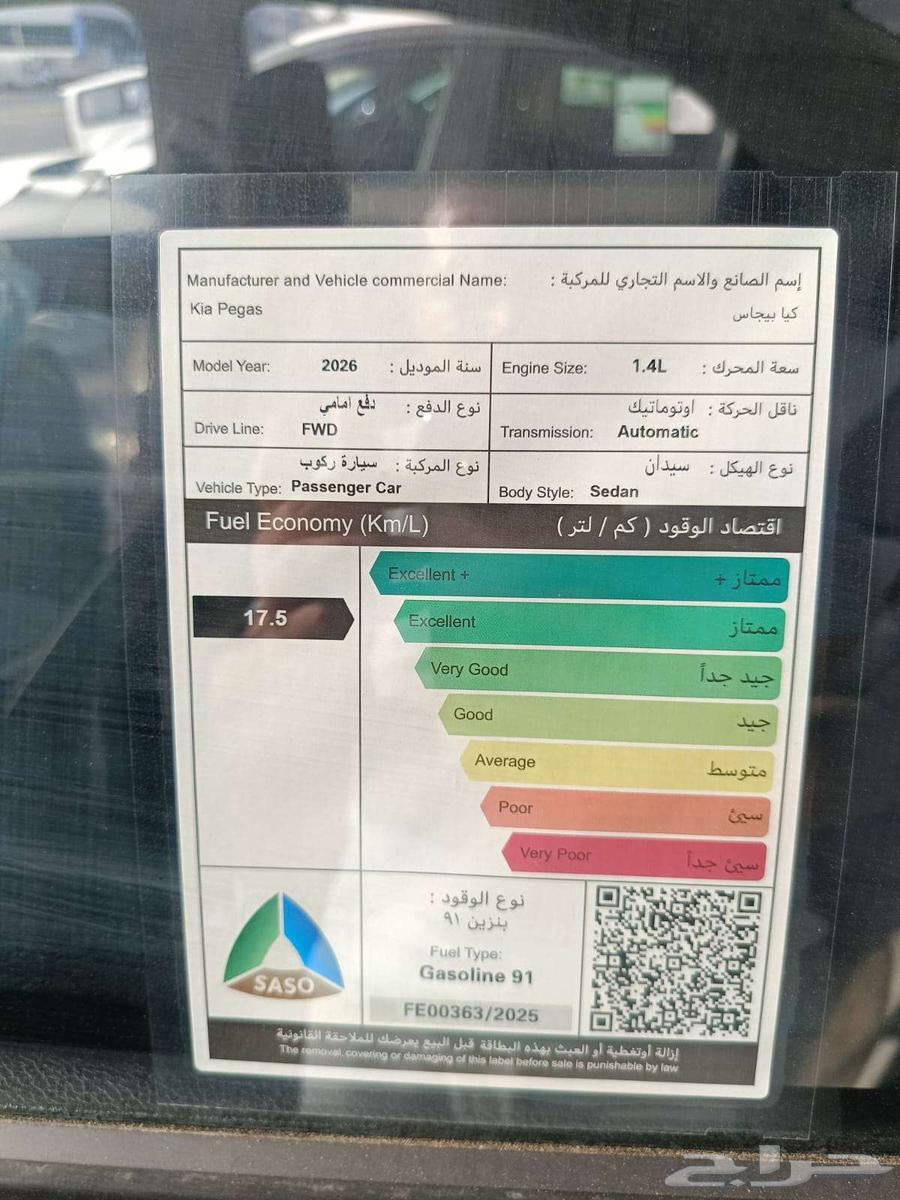 Manufacturer and Vehicle commercial Name: إسم الصانع والاسم التجاري للمركبة :
Kia Pegas كيا بيجاس
Model Year: 2026 سنة الموديل :
Engine Size: 1.4L سعة المحرك :
دفع امامي نوع الدفع :
Drive Line: FWD
ناقل الحركة : اوتوماتيك
Transmission: Automatic
نوع المركبة : سيارة ركوب
Vehicle Type: Passenger Car
نوع الهيكل : سيدان
Body Style: Sedan
Fuel Economy (Km/L) اقتصاد الوقود ( كم / لتر )
Excellent + ممتاز +
17.5
Excellent ممتاز
Very Good جيد جداً
Good جيد
Average متوسط
Poor سيئ
Very Poor سيئ جداً
SASO
نوع الوقود :
بنزين ٩١
Fuel Type:
Gasoline 91
FE00363/2025
إزالة أوتغطية أو العبث بهذه البطاقة قبل البيع يعرضك للملاحقة القانونية
The removal,covering or damaging of this label before sale is punishable by law
حراج